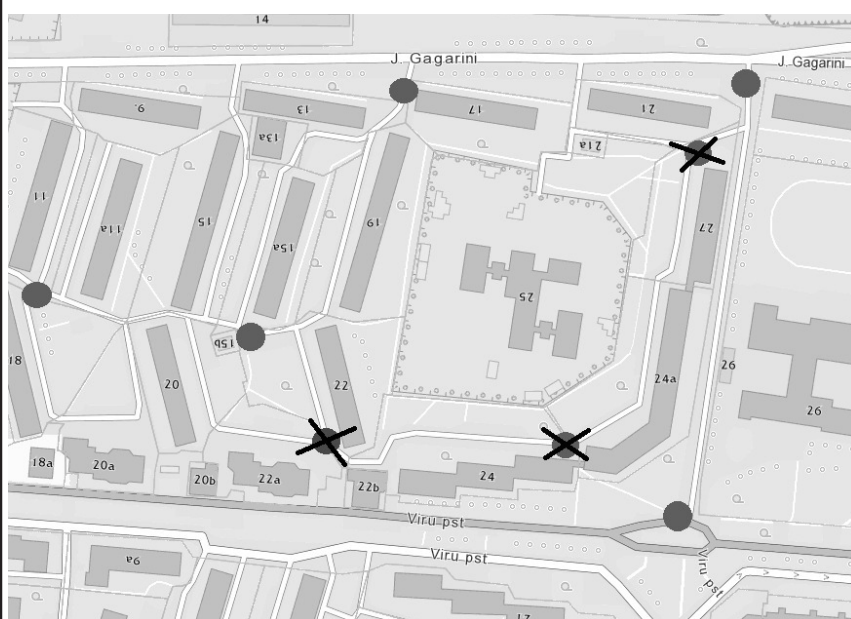 14
J. Gagarini
J. Gagarini
9
13
17
21
13a
21a
11
11a
15
15a
19
27
25
15b
18
20
22
24a
26
26
18a
20a
20b
22a
22b
24
Viru pst
Viru pst
Viru pst
9a